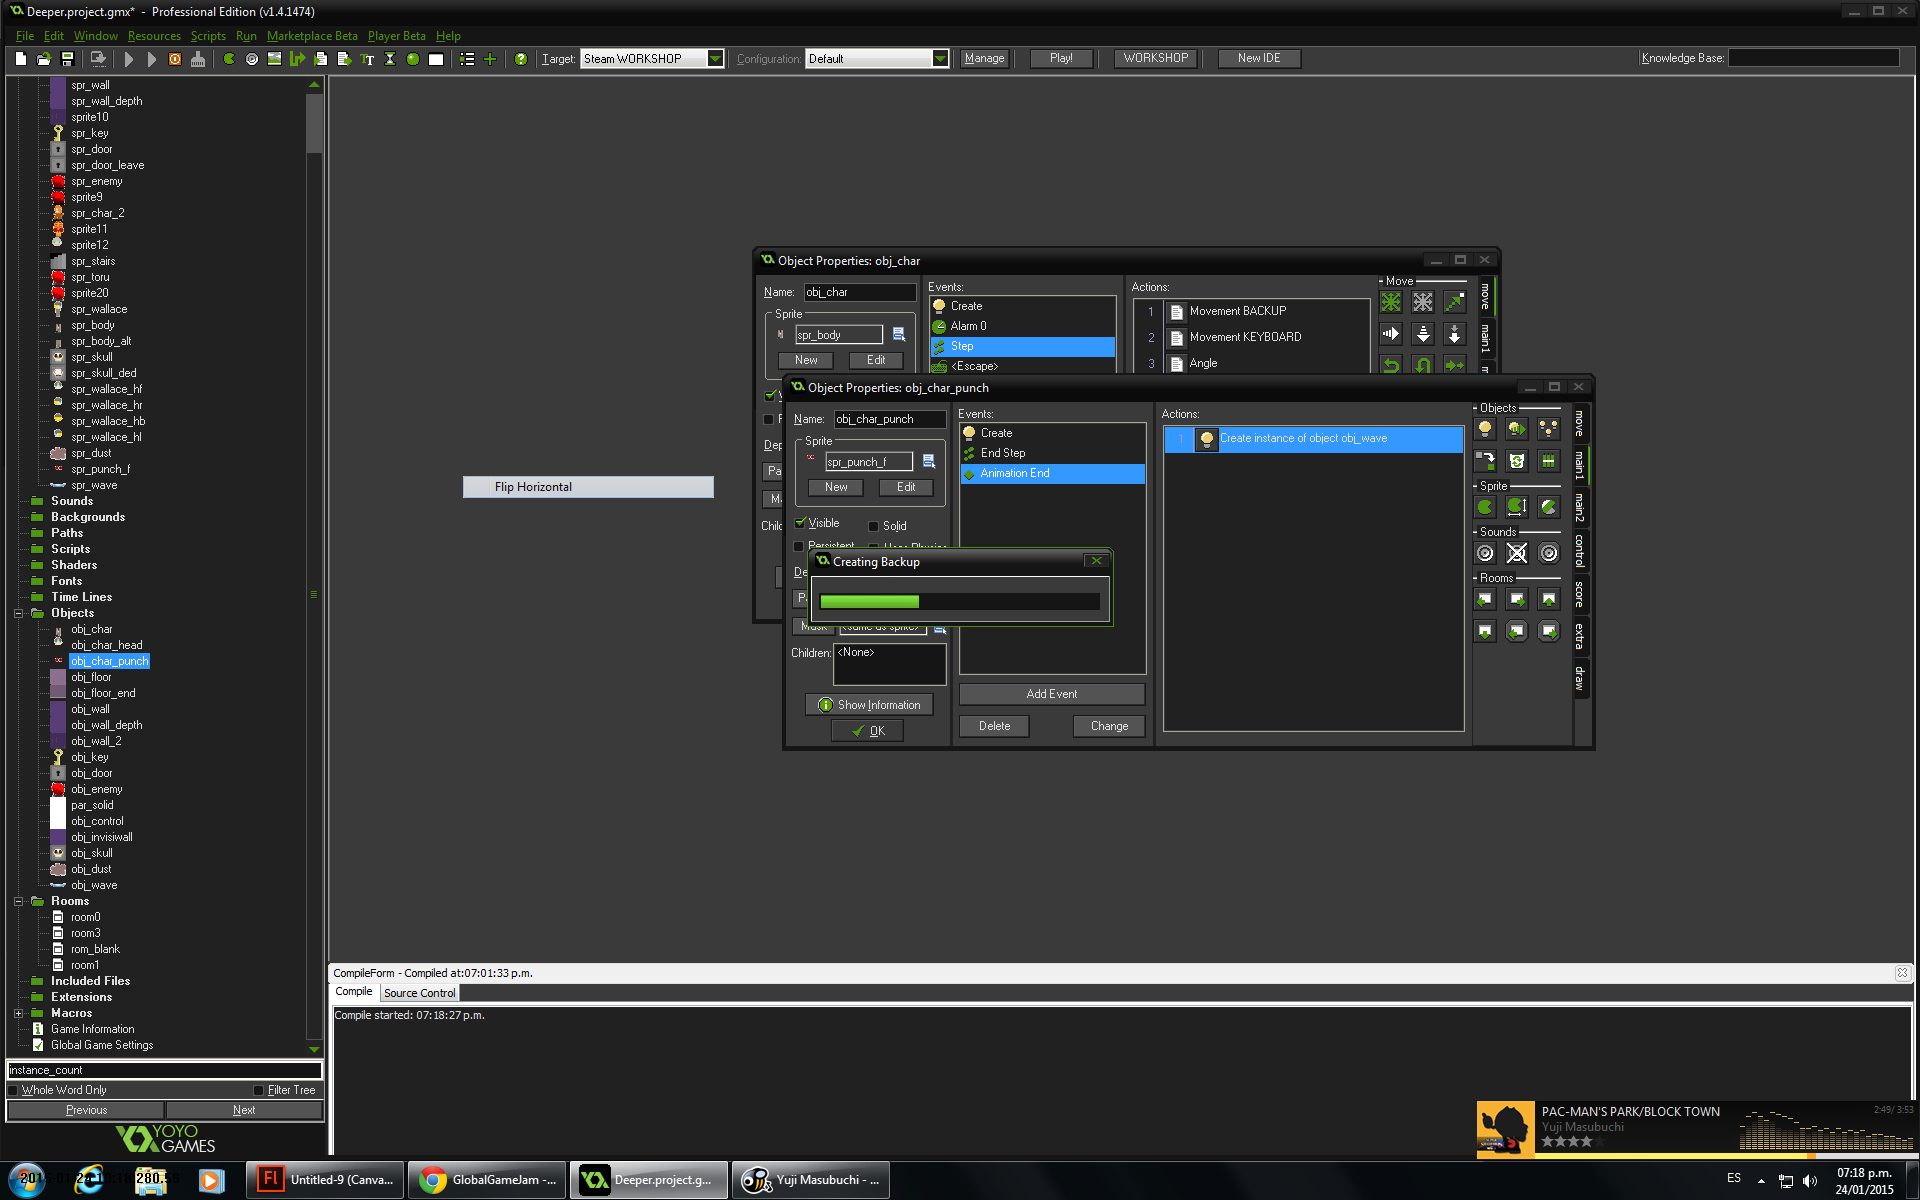 Deeper.project.gmx*  -  Professional Edition (v1.4.1474)
File Edit Window Resources Scripts Run Marketplace Beta Player Beta Help
Target: Steam WORKSHOP Configuration: Default Manage Play! WORKSHOP New IDE Knowledge Base:
spr_wall
spr_wall_depth
sprite10
spr_key
spr_door
spr_door_leave
spr_enemy
sprite9
spr_char_2
sprite11
sprite12
spr_stairs
spr_toru
sprite20
spr_wallace
spr_body
spr_body_alt
spr_skull
spr_skull_ded
spr_wallace_hf
spr_wallace_hr
spr_wallace_hb
spr_wallace_hl
spr_dust
spr_punch_f
spr_wave
Sounds
Backgrounds
Paths
Scripts
Shaders
Fonts
Time Lines
Objects
obj_char
obj_char_head
obj_char_punch
obj_floor
obj_floor_end
obj_wall
obj_wall_depth
obj_wall_2
obj_key
obj_door
obj_enemy
par_solid
obj_control
obj_invisiwall
obj_skull
obj_dust
obj_wave
Rooms
room0
room3
rom_blank
room1
Included Files
Extensions
Macros
Game Information
Global Game Settings
instance_count
Whole Word Only Filter Tree
Previous Next
YOYO
GAMES
Flip Horizontal
Object Properties: obj_char
Name: obj_char
Sprite
spr_body
New Edit
Events:
Create
Alarm 0
Step
<Escape>
Actions:
1 Movement BACKUP
2 Movement KEYBOARD
3 Angle
Move
move
main1
Dep
Pa
M
Childr
Object Properties: obj_char_punch
Name: obj_char_punch
Sprite
spr_punch_f
New Edit
Visible Solid
Persistent Uses Physics
De
Pa
Mask <same as sprite>
Children: <None>
Show Information
OK
Events:
Create
End Step
Animation End
Add Event
Delete Change
Actions:
1 Create instance of object obj_wave
Objects
Sprite
Sounds
Rooms
move
main1
main2
control
score
extra
draw
Creating Backup
CompileForm - Compiled at:07:01:33 p.m.
Compile Source Control
Compile started: 07:18:27 p.m.
PAC-MAN'S PARK/BLOCK TOWN
Yuji Masubuchi
2:49/ 3:53
Untitled-9 (Canva...
GlobalGameJam -...
Deeper.project.g...
Yuji Masubuchi - ...
ES
07:18 p.m.
24/01/2015